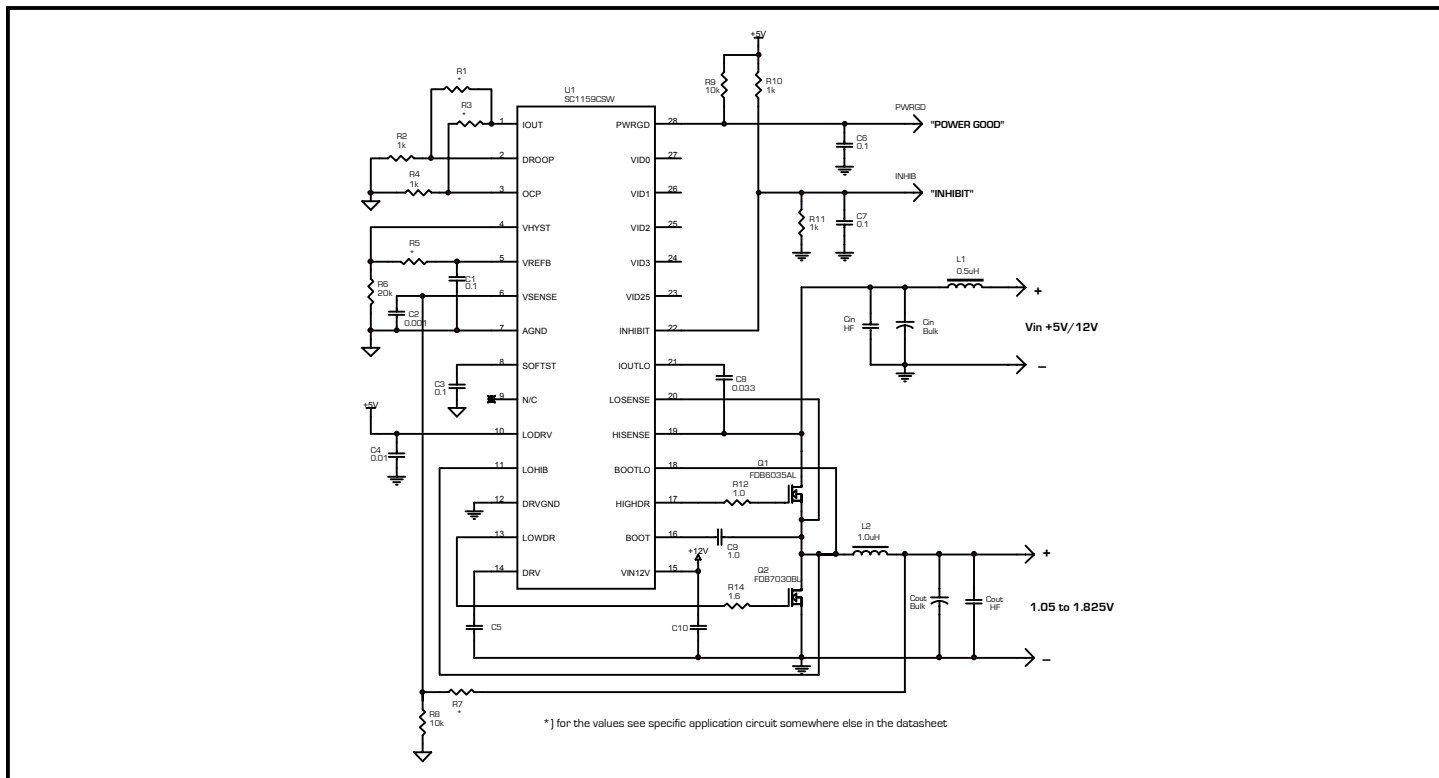 +5V
R1
*
R9
10k
R10
1k
U1
SC1159CSW
R3
*
PWRGD
"POWER GOOD"
1 IOUT
PWRGD 28
R2
1k
C6
0.1
2 DROOP
VID0 27
R4
1k
INHIB
"INHIBIT"
3 OCP
VID1 26
R11
1k
C7
0.1
4 VHYST
VID2 25
R5
*
5 VREFB
VID3 24
L1
0.5uH
R6
20k
C1
0.1
6 VSENSE
VID25 23
+
C2
0.001
Cin
HF
Cin
Bulk
Vin +5V/12V
7 AGND
INHIBIT 22
–
8 SOFTST
IOUTLO 21
C3
0.1
C8
0.033
9 N/C
LOSENSE 20
+5V
10 LODRV
HISENSE 19
C4
0.01
11 LOHIB
BOOTLO 18
Q1
FDB6035AL
R12
1.0
12 DRVGND
HIGHDR 17
L2
1.0uH
13 LOWDR
BOOT 16
C9
1.0
+12V
+
14 DRV
VIN12V 15
Q2
FDB7030BL
R14
1.6
Cout
Bulk
Cout
HF
1.05 to 1.825V
C5
C10
–
R7
*
R8
10k
*) for the values see specific application circuit somewhere else in the datasheet